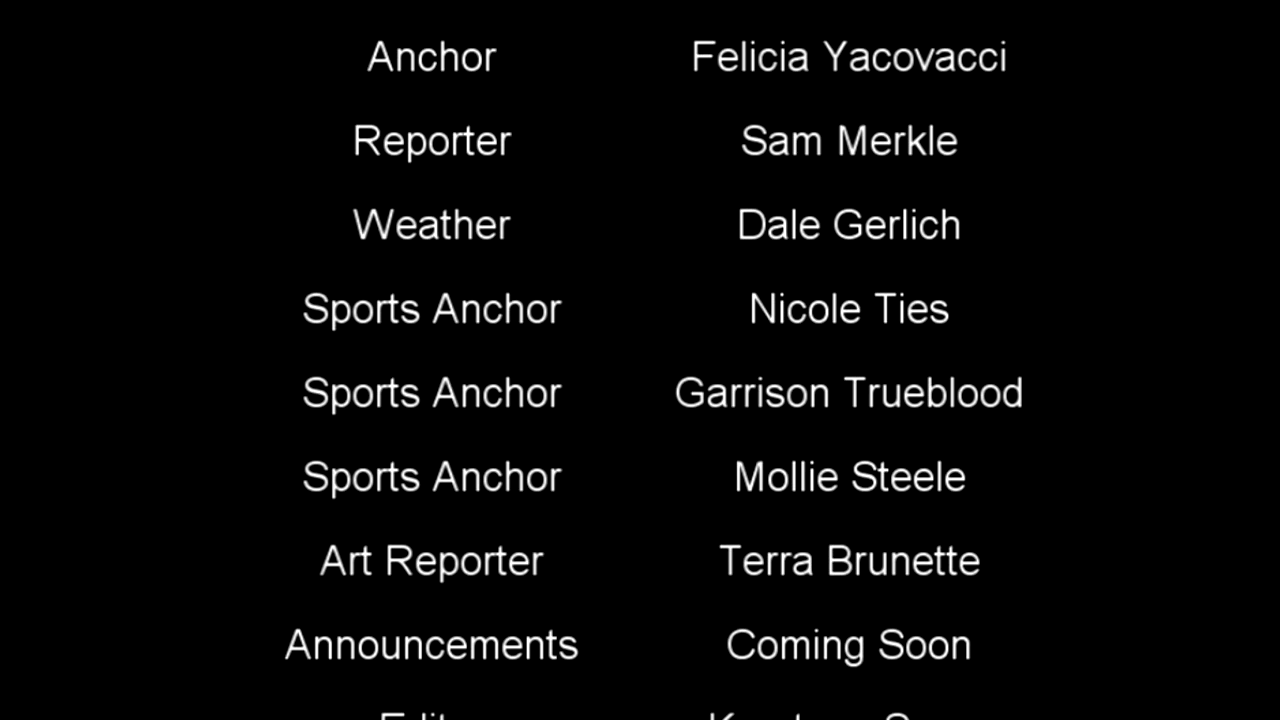 Anchor Felicia Yacovacci
Reporter Sam Merkle
Weather Dale Gerlich
Sports Anchor Nicole Ties
Sports Anchor Garrison Trueblood
Sports Anchor Mollie Steele
Art Reporter Terra Brunette
Announcements Coming Soon